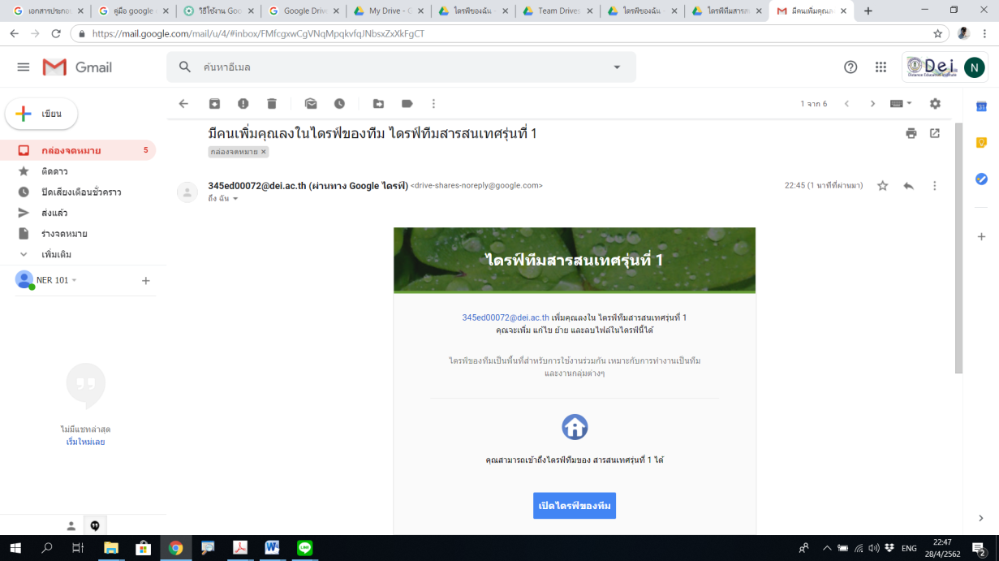 เอกสารประกอ
คู่มือ google
วิธีใช้งาน Goo
Google Driv
My Drive - G
ไดรฟ์ของฉัน -
Team Drives
ไดรฟ์ของฉัน -
ไดรฟ์ทีมสารสน
มีคนเพิ่มคุณล
https://mail.google.com/mail/u/4/#inbox/FMfcgxwCgVNqMpqkvfqJNbsxZxXkFgCT
Gmail
ค้นหาอีเมล
Dei
Distance Education Institute
N
เขียน
1 จาก 6
31
มีคนเพิ่มคุณลงในไดรฟ์ของทีม ไดรฟ์ทีมสารสนเทศรุ่นที่ 1
กล่องจดหมาย
กล่องจดหมาย 5
ติดดาว
ปิดเสียงเตือนชั่วคราว
ส่งแล้ว
ร่างจดหมาย
เพิ่มเติม
NER 101
345ed00072@dei.ac.th (ผ่านทาง Google ไดรฟ์) <drive-shares-noreply@google.com>
22:45 (1 นาทีที่ผ่านมา)
ถึง ฉัน
ไดรฟ์ทีมสารสนเทศรุ่นที่ 1
345ed00072@dei.ac.th เพิ่มคุณลงใน ไดรฟ์ทีมสารสนเทศรุ่นที่ 1
คุณจะเพิ่ม แก้ไข ย้าย และลบไฟล์ในไดรฟ์นี้ได้
ไดรฟ์ของทีมเป็นพื้นที่สำหรับการใช้งานร่วมกัน เหมาะกับการทำงานเป็นทีม
และงานกลุ่มต่างๆ
คุณสามารถเข้าถึงไดรฟ์ทีมของ สารสนเทศรุ่นที่ 1 ได้
เปิดไดรฟ์ของทีม
ไม่มีแชทล่าสุด
เริ่มใหม่เลย
ENG
22:47
28/4/2562
2